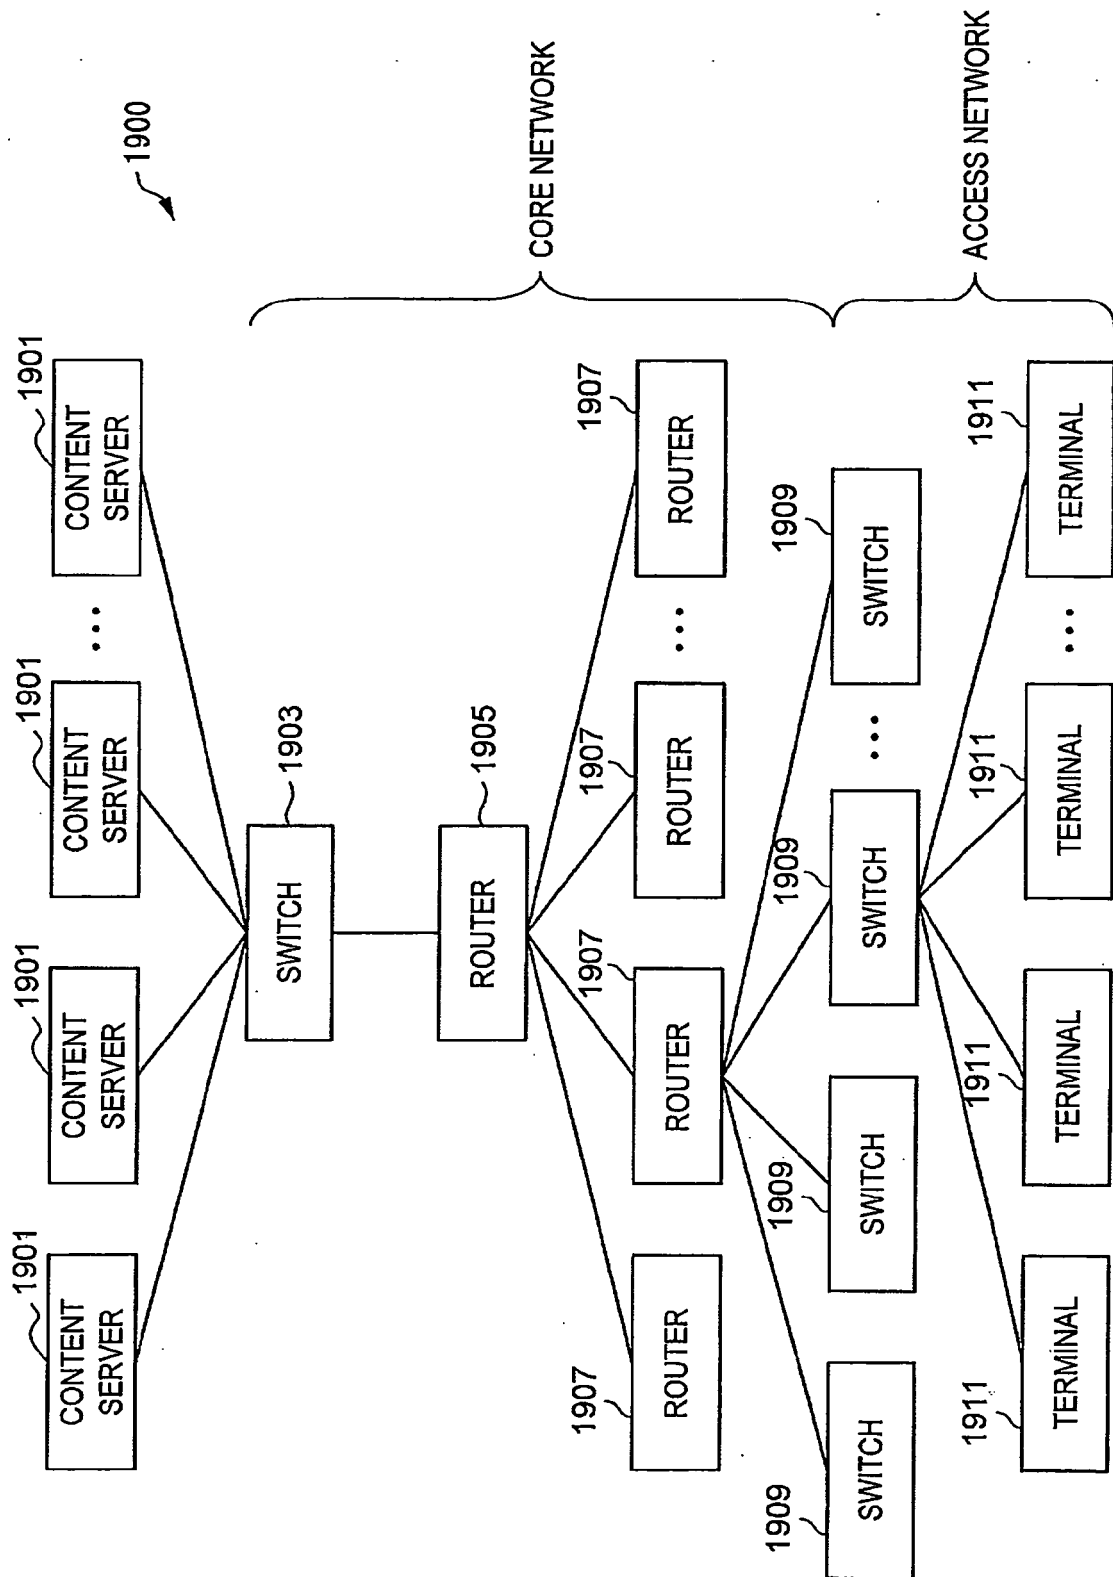 1900
1901
1901
1901
1901
CONTENT
SERVER
CONTENT
SERVER
CONTENT
SERVER
...
CONTENT
SERVER
1903
SWITCH
1905
ROUTER
CORE NETWORK
1907
1907
1907
1907
ROUTER
ROUTER
ROUTER
...
ROUTER
1909
1909
1909
1909
SWITCH
SWITCH
SWITCH
...
SWITCH
ACCESS NETWORK
1911
1911
1911
1911
TERMINAL
TERMINAL
TERMINAL
...
TERMINAL